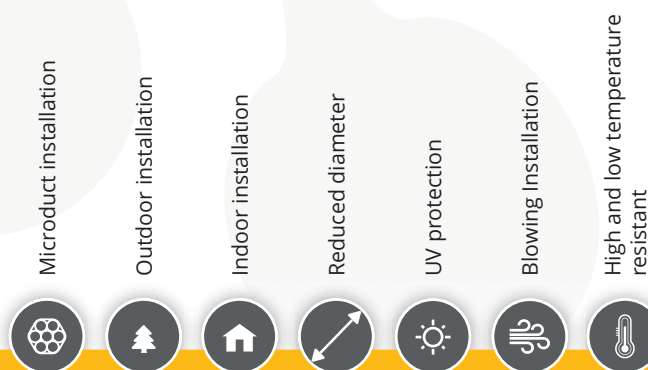 Microduct installation
Outdoor installation
Indoor installation
Reduced diameter
UV protection
Blowing Installation
High and low temperature
resistant